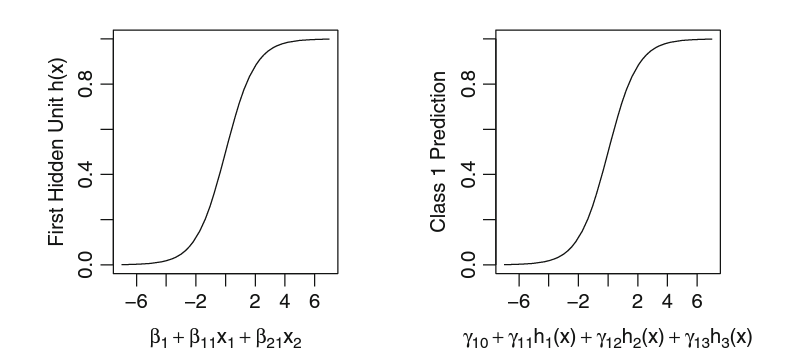 First Hidden Unit h(x)
0.0 0.4 0.8
−6 −2 2 4 6
β₁ + β₁₁x₁ + β₂₁x₂
Class 1 Prediction
0.0 0.4 0.8
−6 −2 2 4 6
γ₁₀ + γ₁₁h₁(x) + γ₁₂h₂(x) + γ₁₃h₃(x)